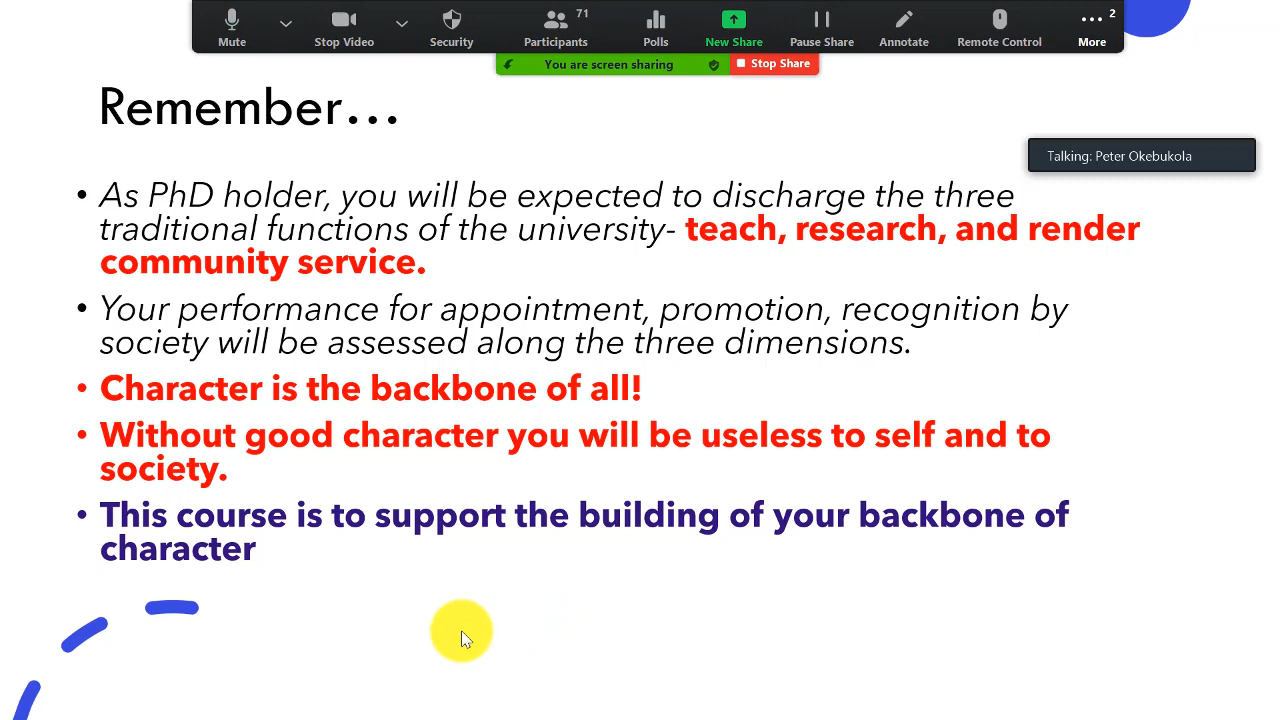 71
2
Mute
Stop Video
Security
Participants
Polls
New Share
Pause Share
Annotate
Remote Control
More
You are screen sharing
Stop Share
Remember...
Talking: Peter Okebukola
• As PhD holder, you will be expected to discharge the three
traditional functions of the university- teach, research, and render
community service.
• Your performance for appointment, promotion, recognition by
society will be assessed along the three dimensions.
• Character is the backbone of all!
• Without good character you will be useless to self and to
society.
• This course is to support the building of your backbone of
character